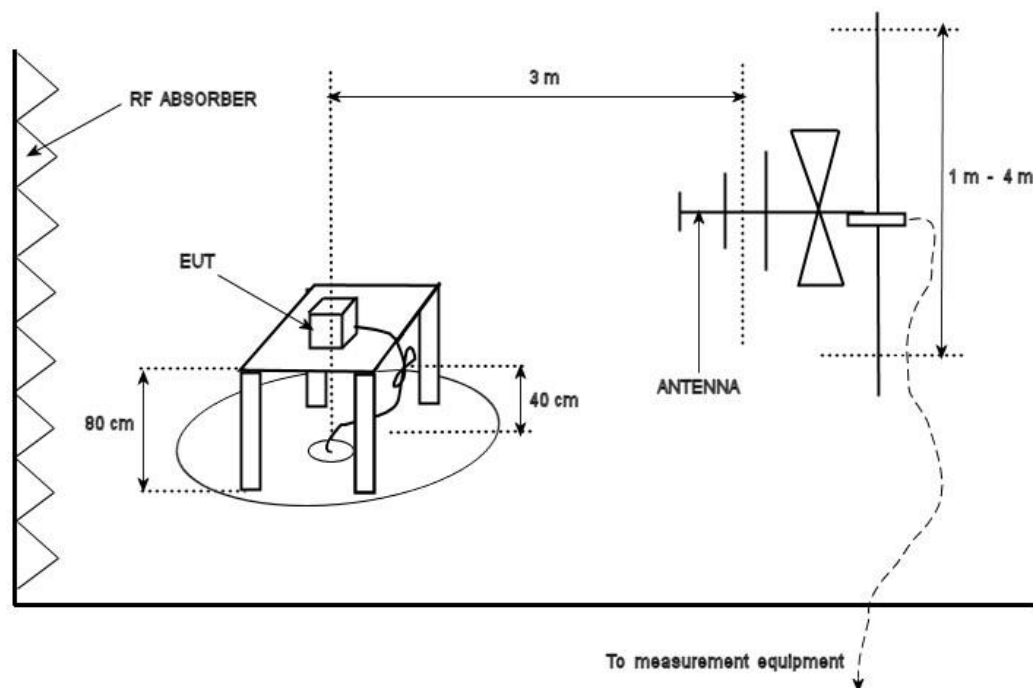 3 m
RF ABSORBER
1 m - 4 m
EUT
ANTENNA
40 cm
80 cm
To measurement equipment